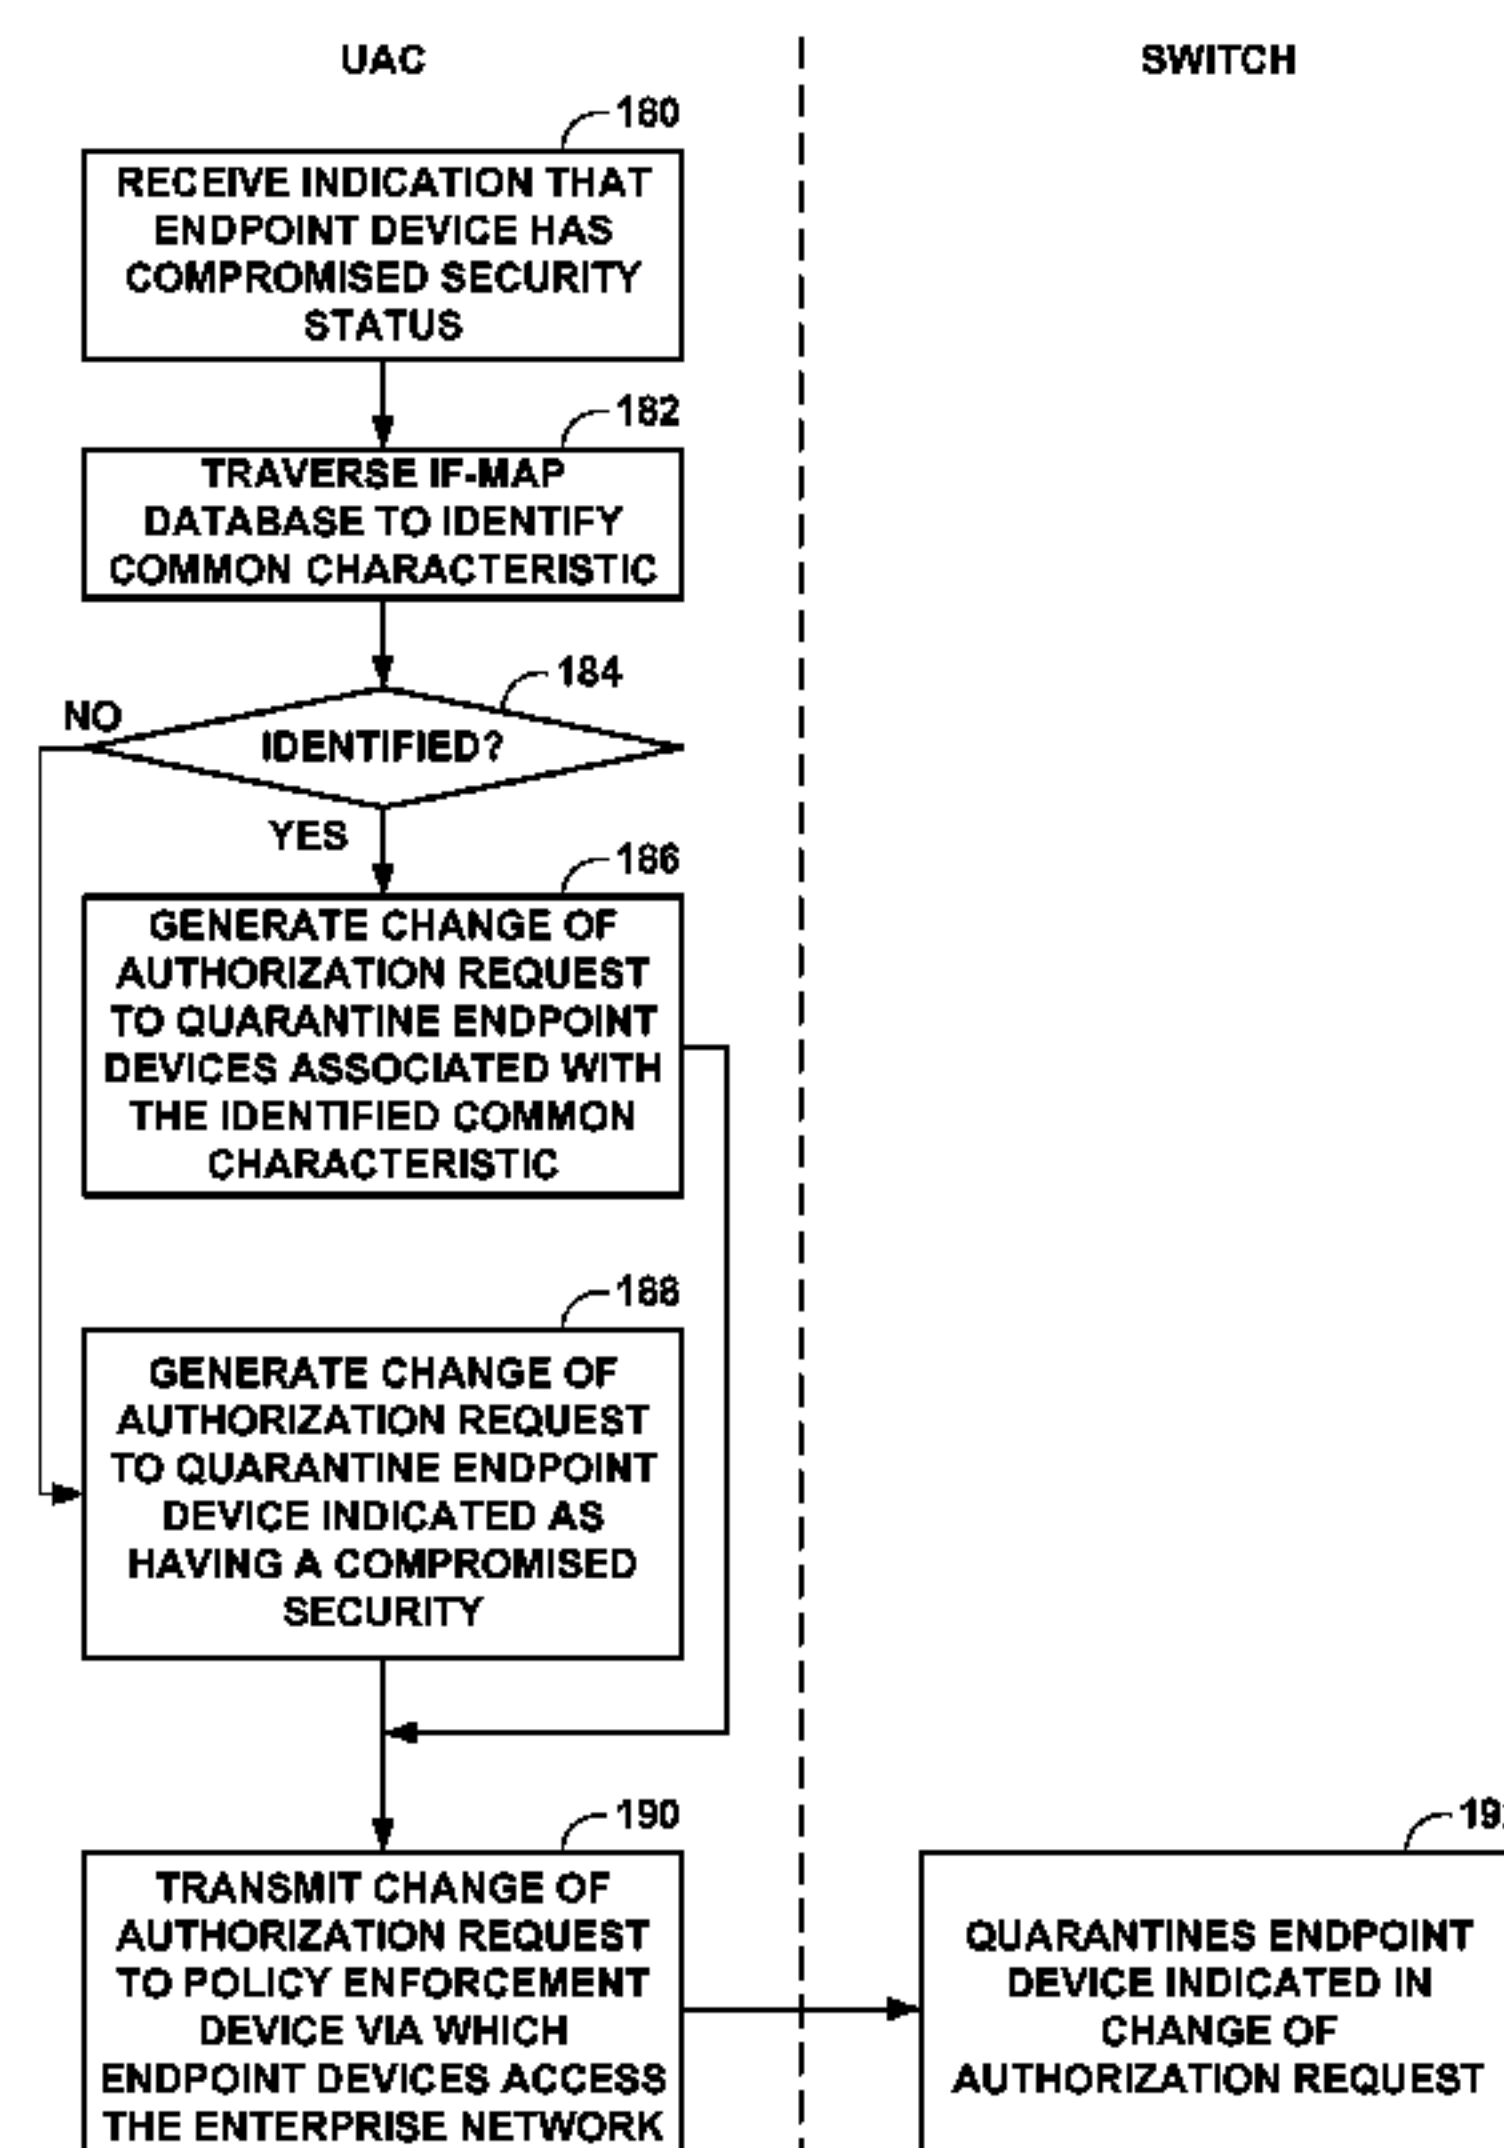 UAC
SWITCH
180
RECEIVE INDICATION THAT
ENDPOINT DEVICE HAS
COMPROMISED SECURITY
STATUS
182
TRAVERSE IF-MAP
DATABASE TO IDENTIFY
COMMON CHARACTERISTIC
184
NO
IDENTIFIED?
YES
186
GENERATE CHANGE OF
AUTHORIZATION REQUEST
TO QUARANTINE ENDPOINT
DEVICES ASSOCIATED WITH
THE IDENTIFIED COMMON
CHARACTERISTIC
188
GENERATE CHANGE OF
AUTHORIZATION REQUEST
TO QUARANTINE ENDPOINT
DEVICE INDICATED AS
HAVING A COMPROMISED
SECURITY
190
TRANSMIT CHANGE OF
AUTHORIZATION REQUEST
TO POLICY ENFORCEMENT
DEVICE VIA WHICH
ENDPOINT DEVICES ACCESS
THE ENTERPRISE NETWORK
QUARANTINES ENDPOINT
DEVICE INDICATED IN
CHANGE OF
AUTHORIZATION REQUEST